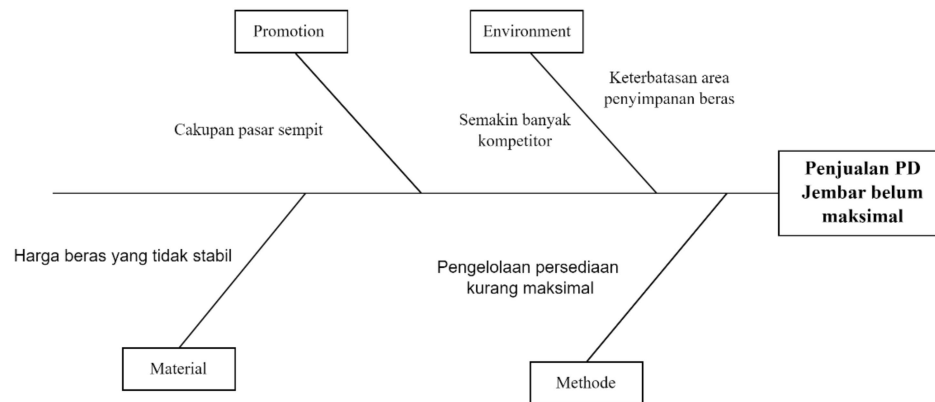 Promotion
Environment
Keterbatasan area
penyimpanan beras
Semakin banyak
kompetitor
Cakupan pasar sempit
Penjualan PD
Jembar belum
maksimal
Harga beras yang tidak stabil
Pengelolaan persediaan
kurang maksimal
Material
Methode